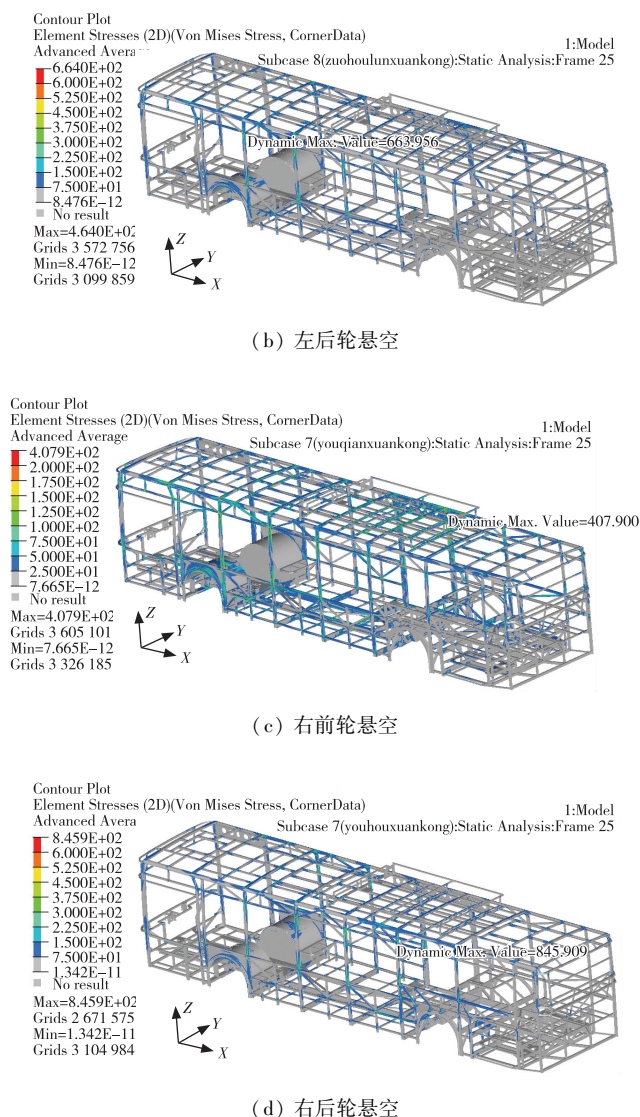 Contour Plot
Element Stresses (2D)(Von Mises Stress, CornerData)
Advanced Avera
1:Model
Subcase 8(zuohoulunxuankong):Static Analysis:Frame 25
6.640E+02
6.000E+02
5.250E+02
4.500E+02
3.750E+02
3.000E+02
2.250E+02
1.500E+02
7.500E+01
8.476E−12
No result
Max=4.640E+02
Grids 3 572 756
Min=8.476E−12
Grids 3 099 859
Dynamic Max. Value=663.956
Z
Y
X
(b) 左后轮悬空
Contour Plot
Element Stresses (2D)(Von Mises Stress, CornerData)
Advanced Average
1:Model
Subcase 7(youqianxuankong):Static Analysis:Frame 25
4.079E+02
2.000E+02
1.750E+02
1.500E+02
1.250E+02
1.000E+02
7.500E+01
5.000E+01
2.500E+01
7.665E−12
No result
Max=4.079E+02
Grids 3 605 101
Min=7.665E−12
Grids 3 326 185
Dynamic Max. Value=407.900
Z
Y
X
(c) 右前轮悬空
Contour Plot
Element Stresses (2D)(Von Mises Stress, CornerData)
Advanced Avera
1:Model
Subcase 7(youhouxuankong):Static Analysis:Frame 25
8.459E+02
6.000E+02
5.250E+02
4.500E+02
3.750E+02
3.000E+02
2.250E+02
1.500E+02
7.500E+01
1.342E−11
No result
Max=8.459E+02
Grids 2 671 575
Min=1.342E−11
Grids 3 104 984
Dynamic Max. Value=845.909
Z
Y
X
(d) 右后轮悬空